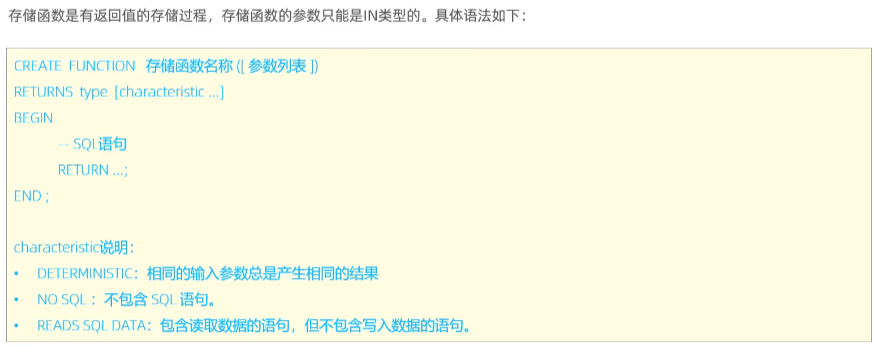 存储函数是有返回值的存储过程，存储函数的参数只能是IN类型的。具体语法如下：
CREATE FUNCTION 存储函数名称 ([ 参数列表 ])
RETURNS type [characteristic ...]
BEGIN
-- SQL语句
RETURN ...;
END ;
characteristic说明：
• DETERMINISTIC：相同的输入参数总是产生相同的结果
• NO SQL ：不包含 SQL 语句。
• READS SQL DATA：包含读取数据的语句，但不包含写入数据的语句。